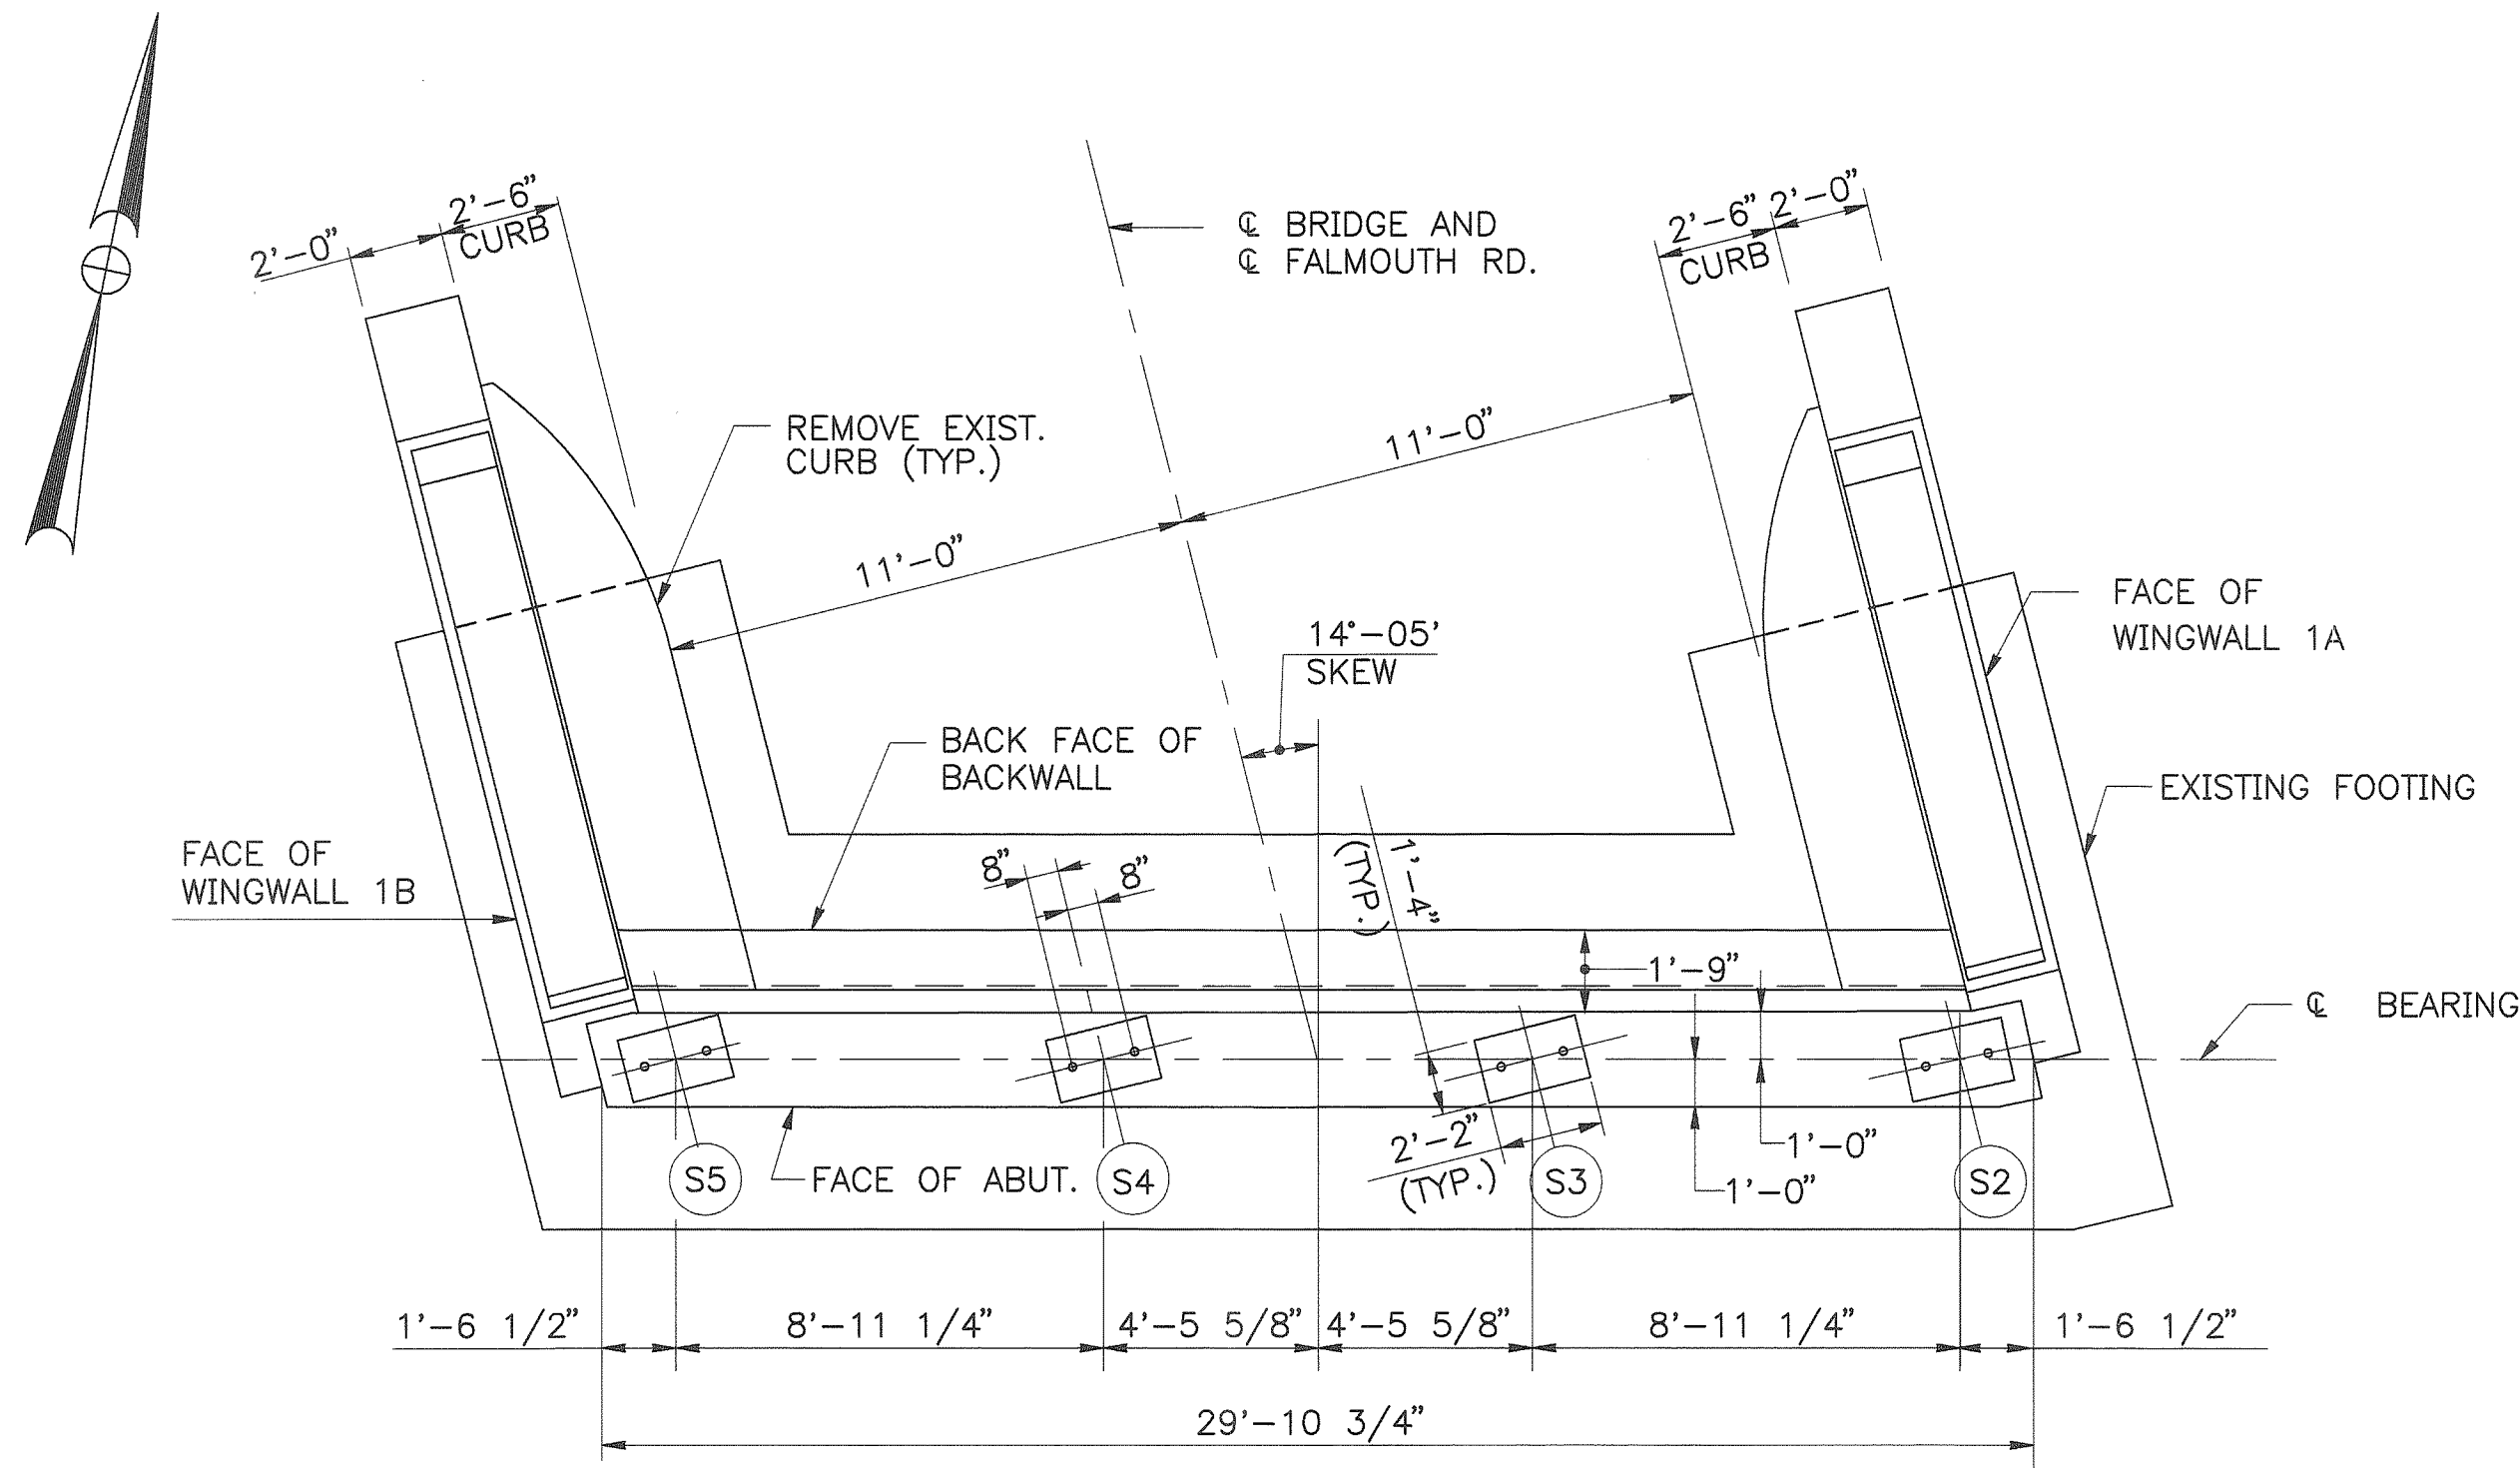 2'-0"
2'-6"
CURB
℄ BRIDGE AND
℄ FALMOUTH RD.
2'-6"
CURB
2'-0"
REMOVE EXIST.
CURB (TYP.)
11'-0"
11'-0"
14°-05'
SKEW
FACE OF
WINGWALL 1A
BACK FACE OF
BACKWALL
EXISTING FOOTING
FACE OF
WINGWALL 1B
8"
8"
1'-4"
(TYP.)
1'-9"
℄ BEARING
2'-2"
(TYP.)
1'-0"
1'-0"
S5
FACE OF ABUT.
S4
S3
S2
1'-6 1/2"
8'-11 1/4"
4'-5 5/8"
4'-5 5/8"
8'-11 1/4"
1'-6 1/2"
29'-10 3/4"